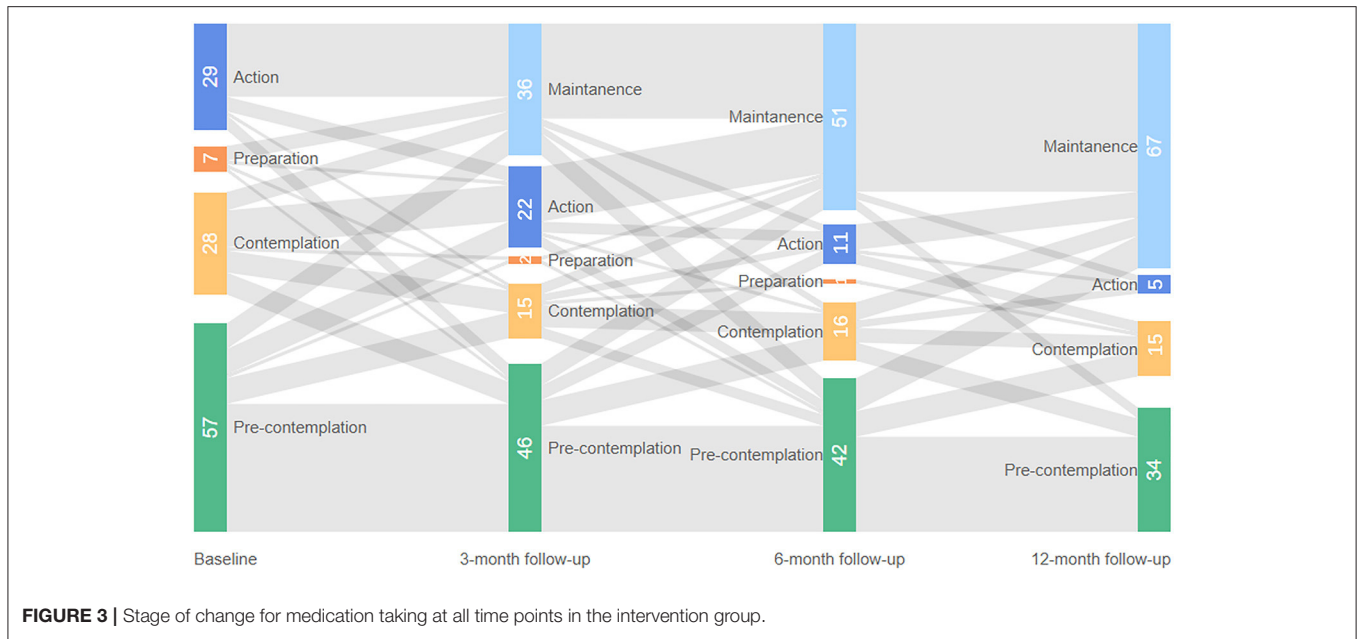 29
Action
7
Preparation
28
Contemplation
57
Pre-contemplation
Baseline
36
Maintanence
22
Action
2
Preparation
15
Contemplation
46
Pre-contemplation
3-month follow-up
Maintanence
51
Action
11
Preparation
1
Contemplation
16
Pre-contemplation
42
6-month follow-up
Maintanence
67
Action
5
Contemplation
15
Pre-contemplation
34
12-month follow-up
FIGURE 3 | Stage of change for medication taking at all time points in the intervention group.